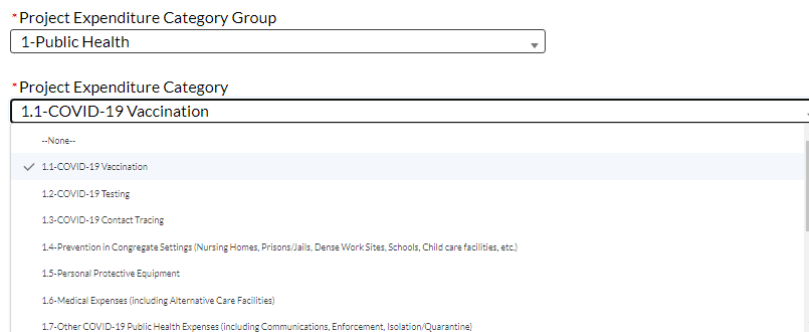 *Project Expenditure Category Group
1-Public Health
*Project Expenditure Category
1.1-COVID-19 Vaccination
--None--
1.1-COVID-19 Vaccination
1.2-COVID-19 Testing
1.3-COVID-19 Contact Tracing
1.4-Prevention in Congregate Settings (Nursing Homes, Prisons/Jails, Dense Work Sites, Schools, Child care facilities, etc.)
1.5-Personal Protective Equipment
1.6-Medical Expenses (including Alternative Care Facilities)
1.7-Other COVID-19 Public Health Expenses (including Communications, Enforcement, Isolation/Quarantine)